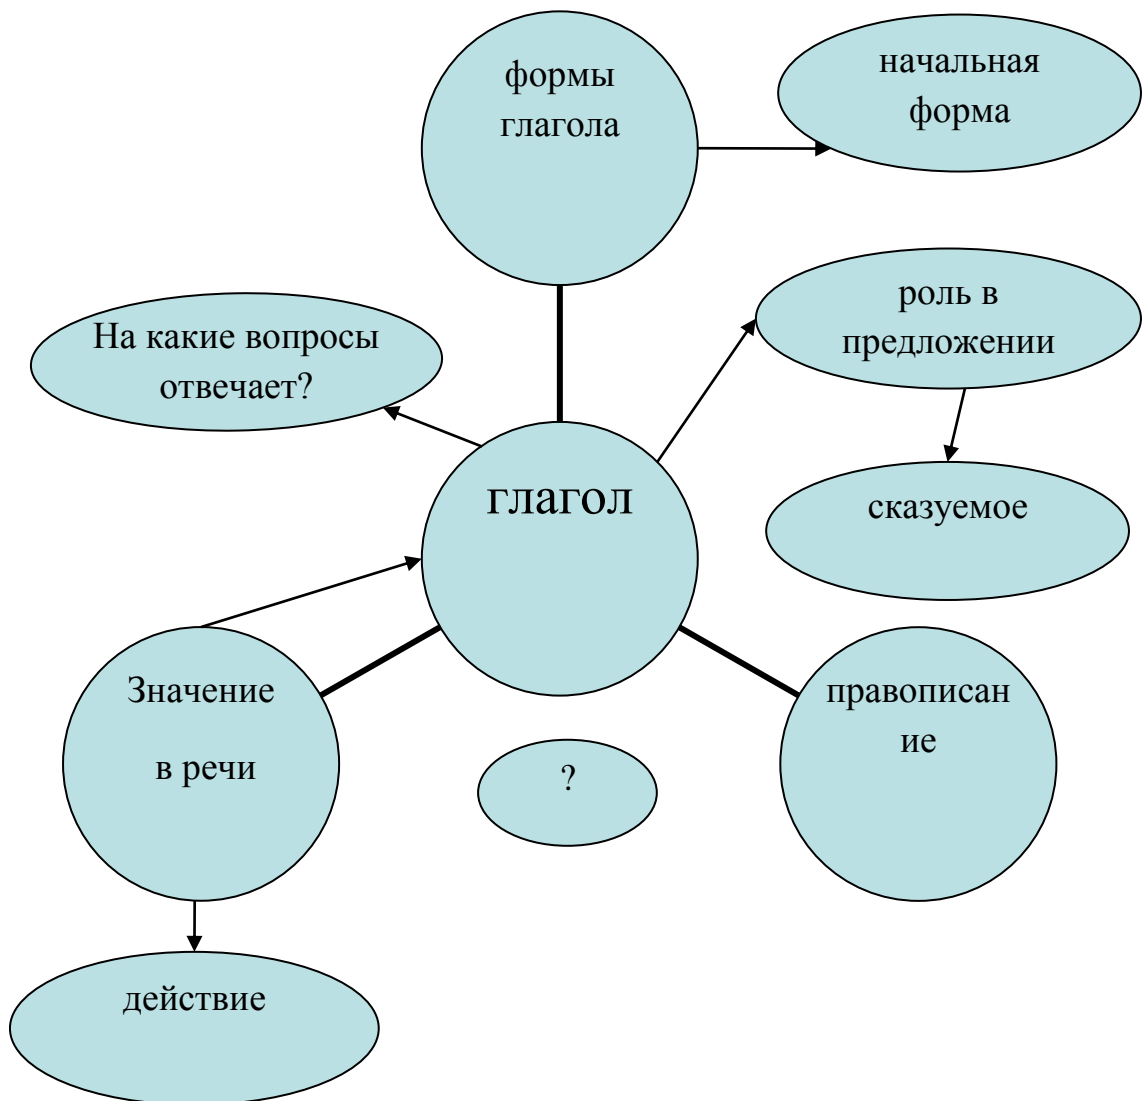 формы
глагола
начальная
форма
роль в
предложении
На какие вопросы
отвечает?
глагол
сказуемое
Значение
в речи
правописан
ие
?
действие